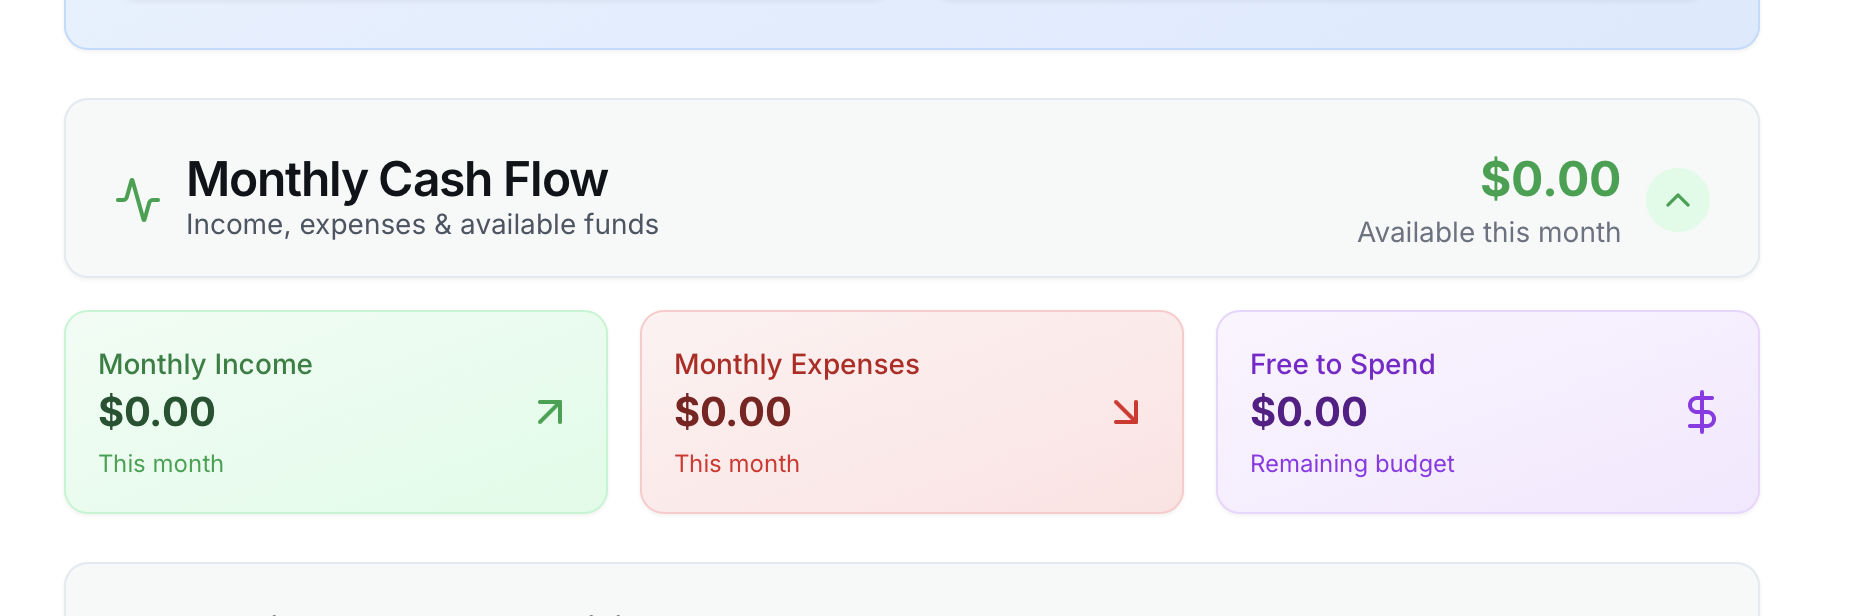 Monthly Cash Flow
Income, expenses & available funds
$0.00
Available this month
Monthly Income
$0.00
This month
Monthly Expenses
$0.00
This month
Free to Spend
$0.00
Remaining budget